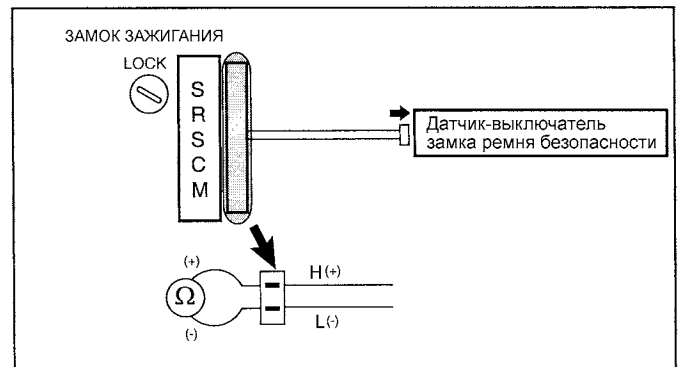 ЗАМОК ЗАЖИГАНИЯ
LOCK
S
R
S
C
M
Датчик-выключатель
замка ремня безопасности
(+)
H (+)
Ω
L (-)
(-)